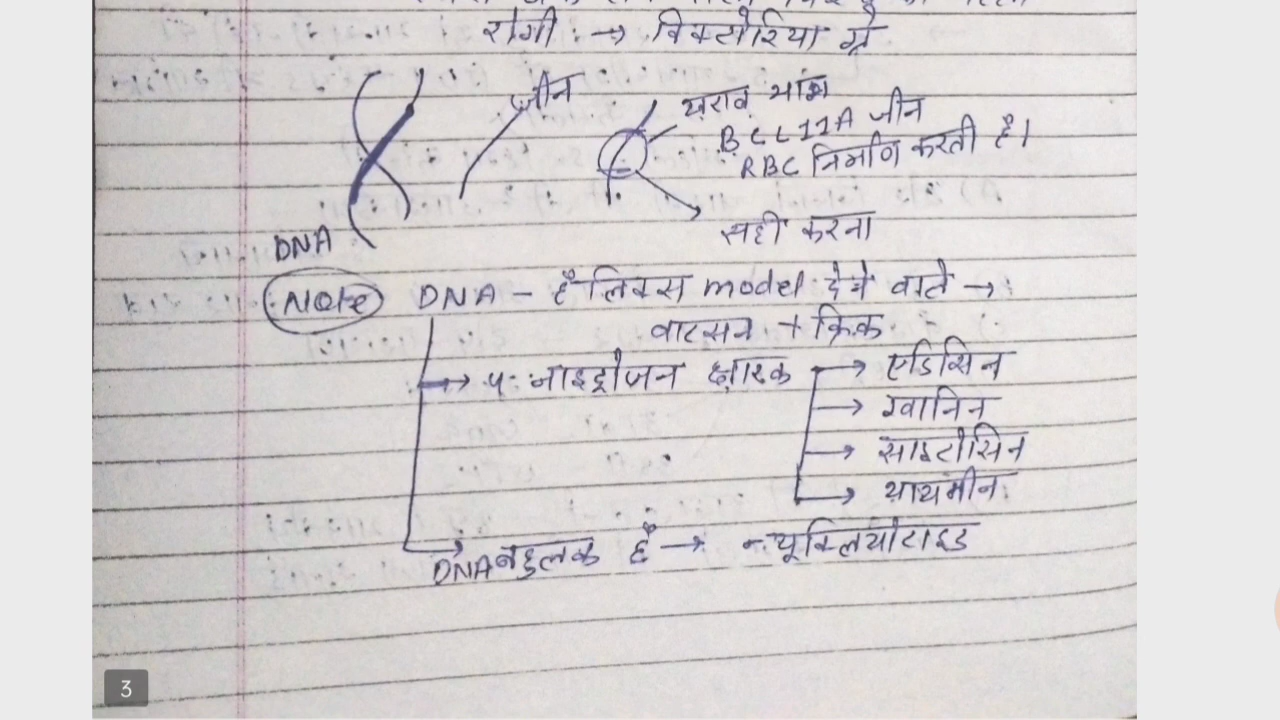 रोगी → विक्टोरिया ग्रे
जीन
खराब भाग
BCL11A जीन
RBC निर्माण करती है।
सही करना
DNA
Note DNA - हैलिक्स model देने वाले →
वाटसन + क्रिक
→ 4 नाइट्रोजन क्षारक → एडिसिन
→ ग्वानिन
→ साइटोसिन
→ थायमीन
→ DNA बहुलक है → न्यूक्लियोटाइड
3